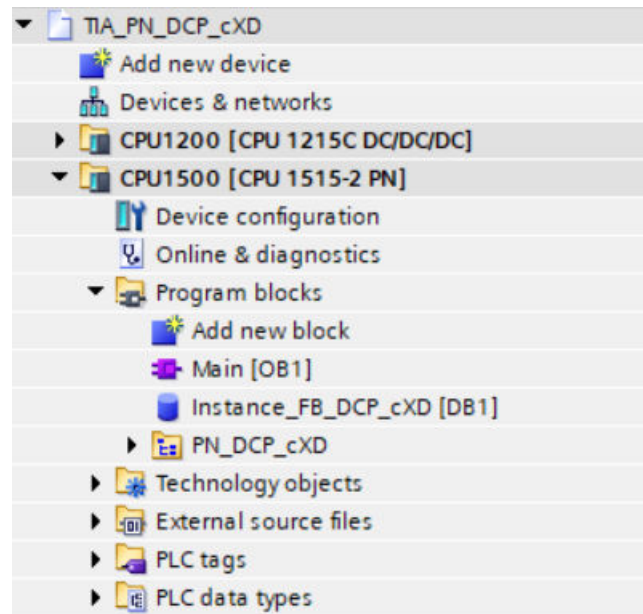 TIA_PN_DCP_cXD
Add new device
Devices & networks
CPU1200 [CPU 1215C DC/DC/DC]
CPU1500 [CPU 1515-2 PN]
Device configuration
Online & diagnostics
Program blocks
Add new block
Main [OB1]
Instance_FB_DCP_cXD [DB1]
PN_DCP_cXD
Technology objects
External source files
PLC tags
PLC data types